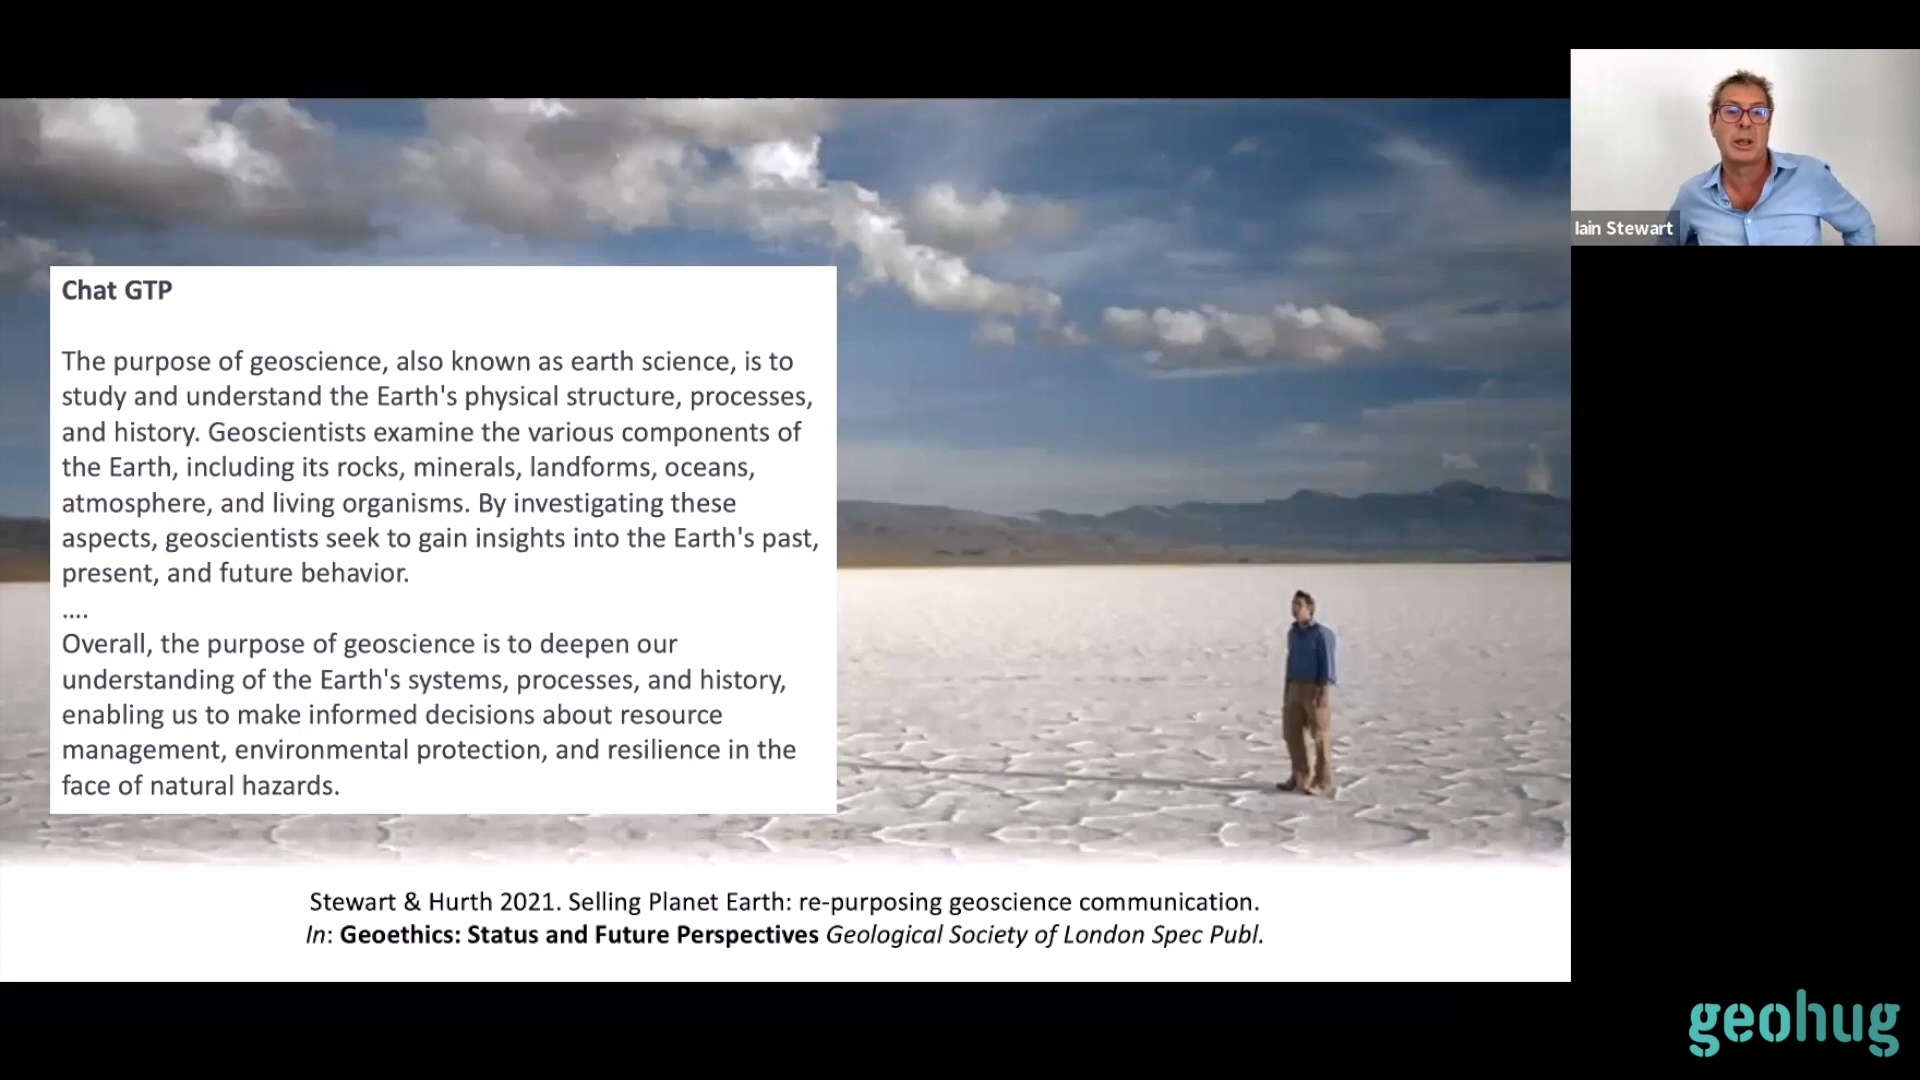 Iain Stewart
Chat GTP
The purpose of geoscience, also known as earth science, is to
study and understand the Earth's physical structure, processes,
and history. Geoscientists examine the various components of
the Earth, including its rocks, minerals, landforms, oceans,
atmosphere, and living organisms. By investigating these
aspects, geoscientists seek to gain insights into the Earth's past,
present, and future behavior.
....
Overall, the purpose of geoscience is to deepen our
understanding of the Earth's systems, processes, and history,
enabling us to make informed decisions about resource
management, environmental protection, and resilience in the
face of natural hazards.
Stewart & Hurth 2021. Selling Planet Earth: re-purposing geoscience communication.
In: Geoethics: Status and Future Perspectives Geological Society of London Spec Publ.
geohug